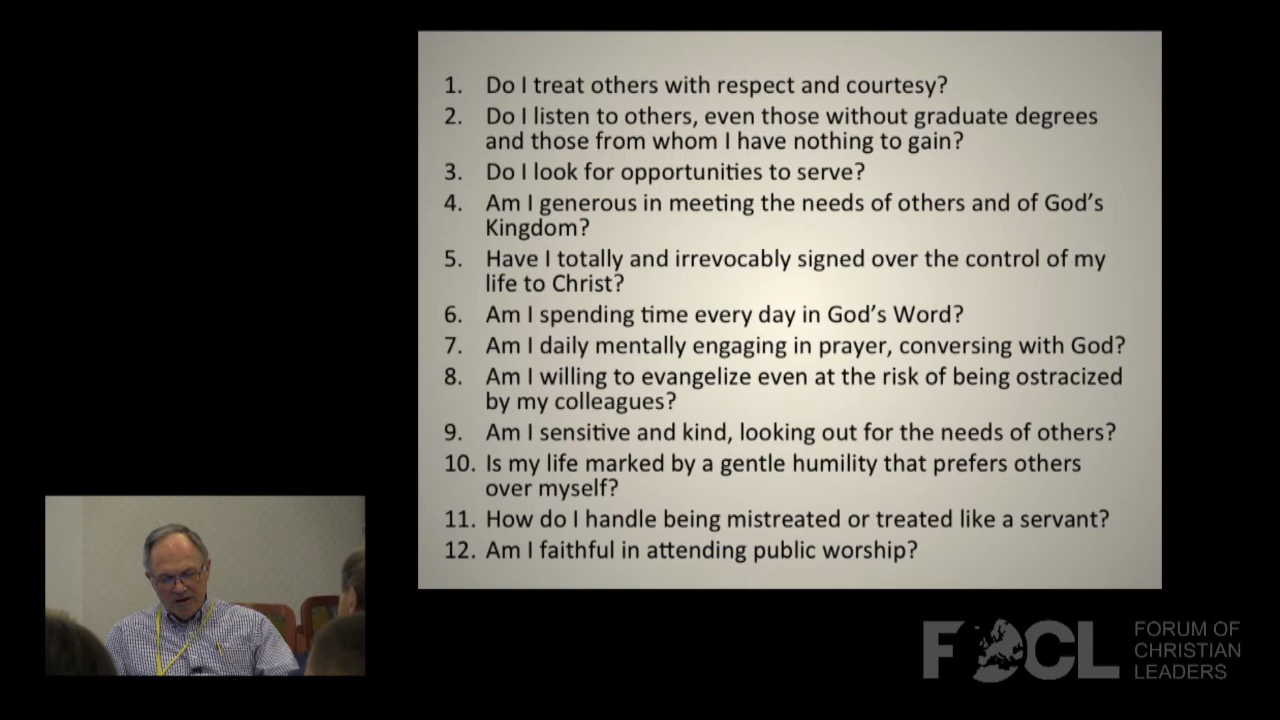 1. Do I treat others with respect and courtesy?
2. Do I listen to others, even those without graduate degrees
and those from whom I have nothing to gain?
3. Do I look for opportunities to serve?
4. Am I generous in meeting the needs of others and of God's
Kingdom?
5. Have I totally and irrevocably signed over the control of my
life to Christ?
6. Am I spending time every day in God's Word?
7. Am I daily mentally engaging in prayer, conversing with God?
8. Am I willing to evangelize even at the risk of being ostracized
by my colleagues?
9. Am I sensitive and kind, looking out for the needs of others?
10. Is my life marked by a gentle humility that prefers others
over myself?
11. How do I handle being mistreated or treated like a servant?
12. Am I faithful in attending public worship?
FOCL
FORUM OF
CHRISTIAN
LEADERS